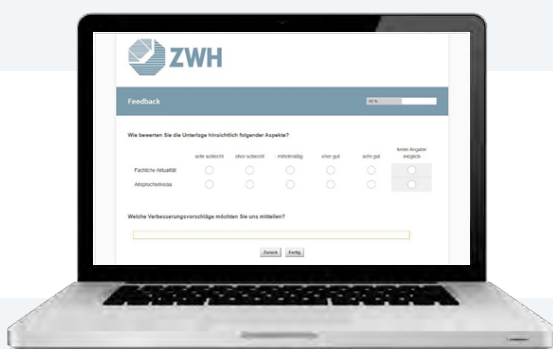 ZWH
Feedback
50 %
Wie bewerten Sie die Unterlage hinsichtlich folgender Aspekte?
sehr schlecht eher schlecht mittelmäßig eher gut sehr gut keine Angabe
möglich
Fachliche Aktualität
Anspruchsniveau
Welche Verbesserungsvorschläge möchten Sie uns mitteilen?
Zurück Fertig